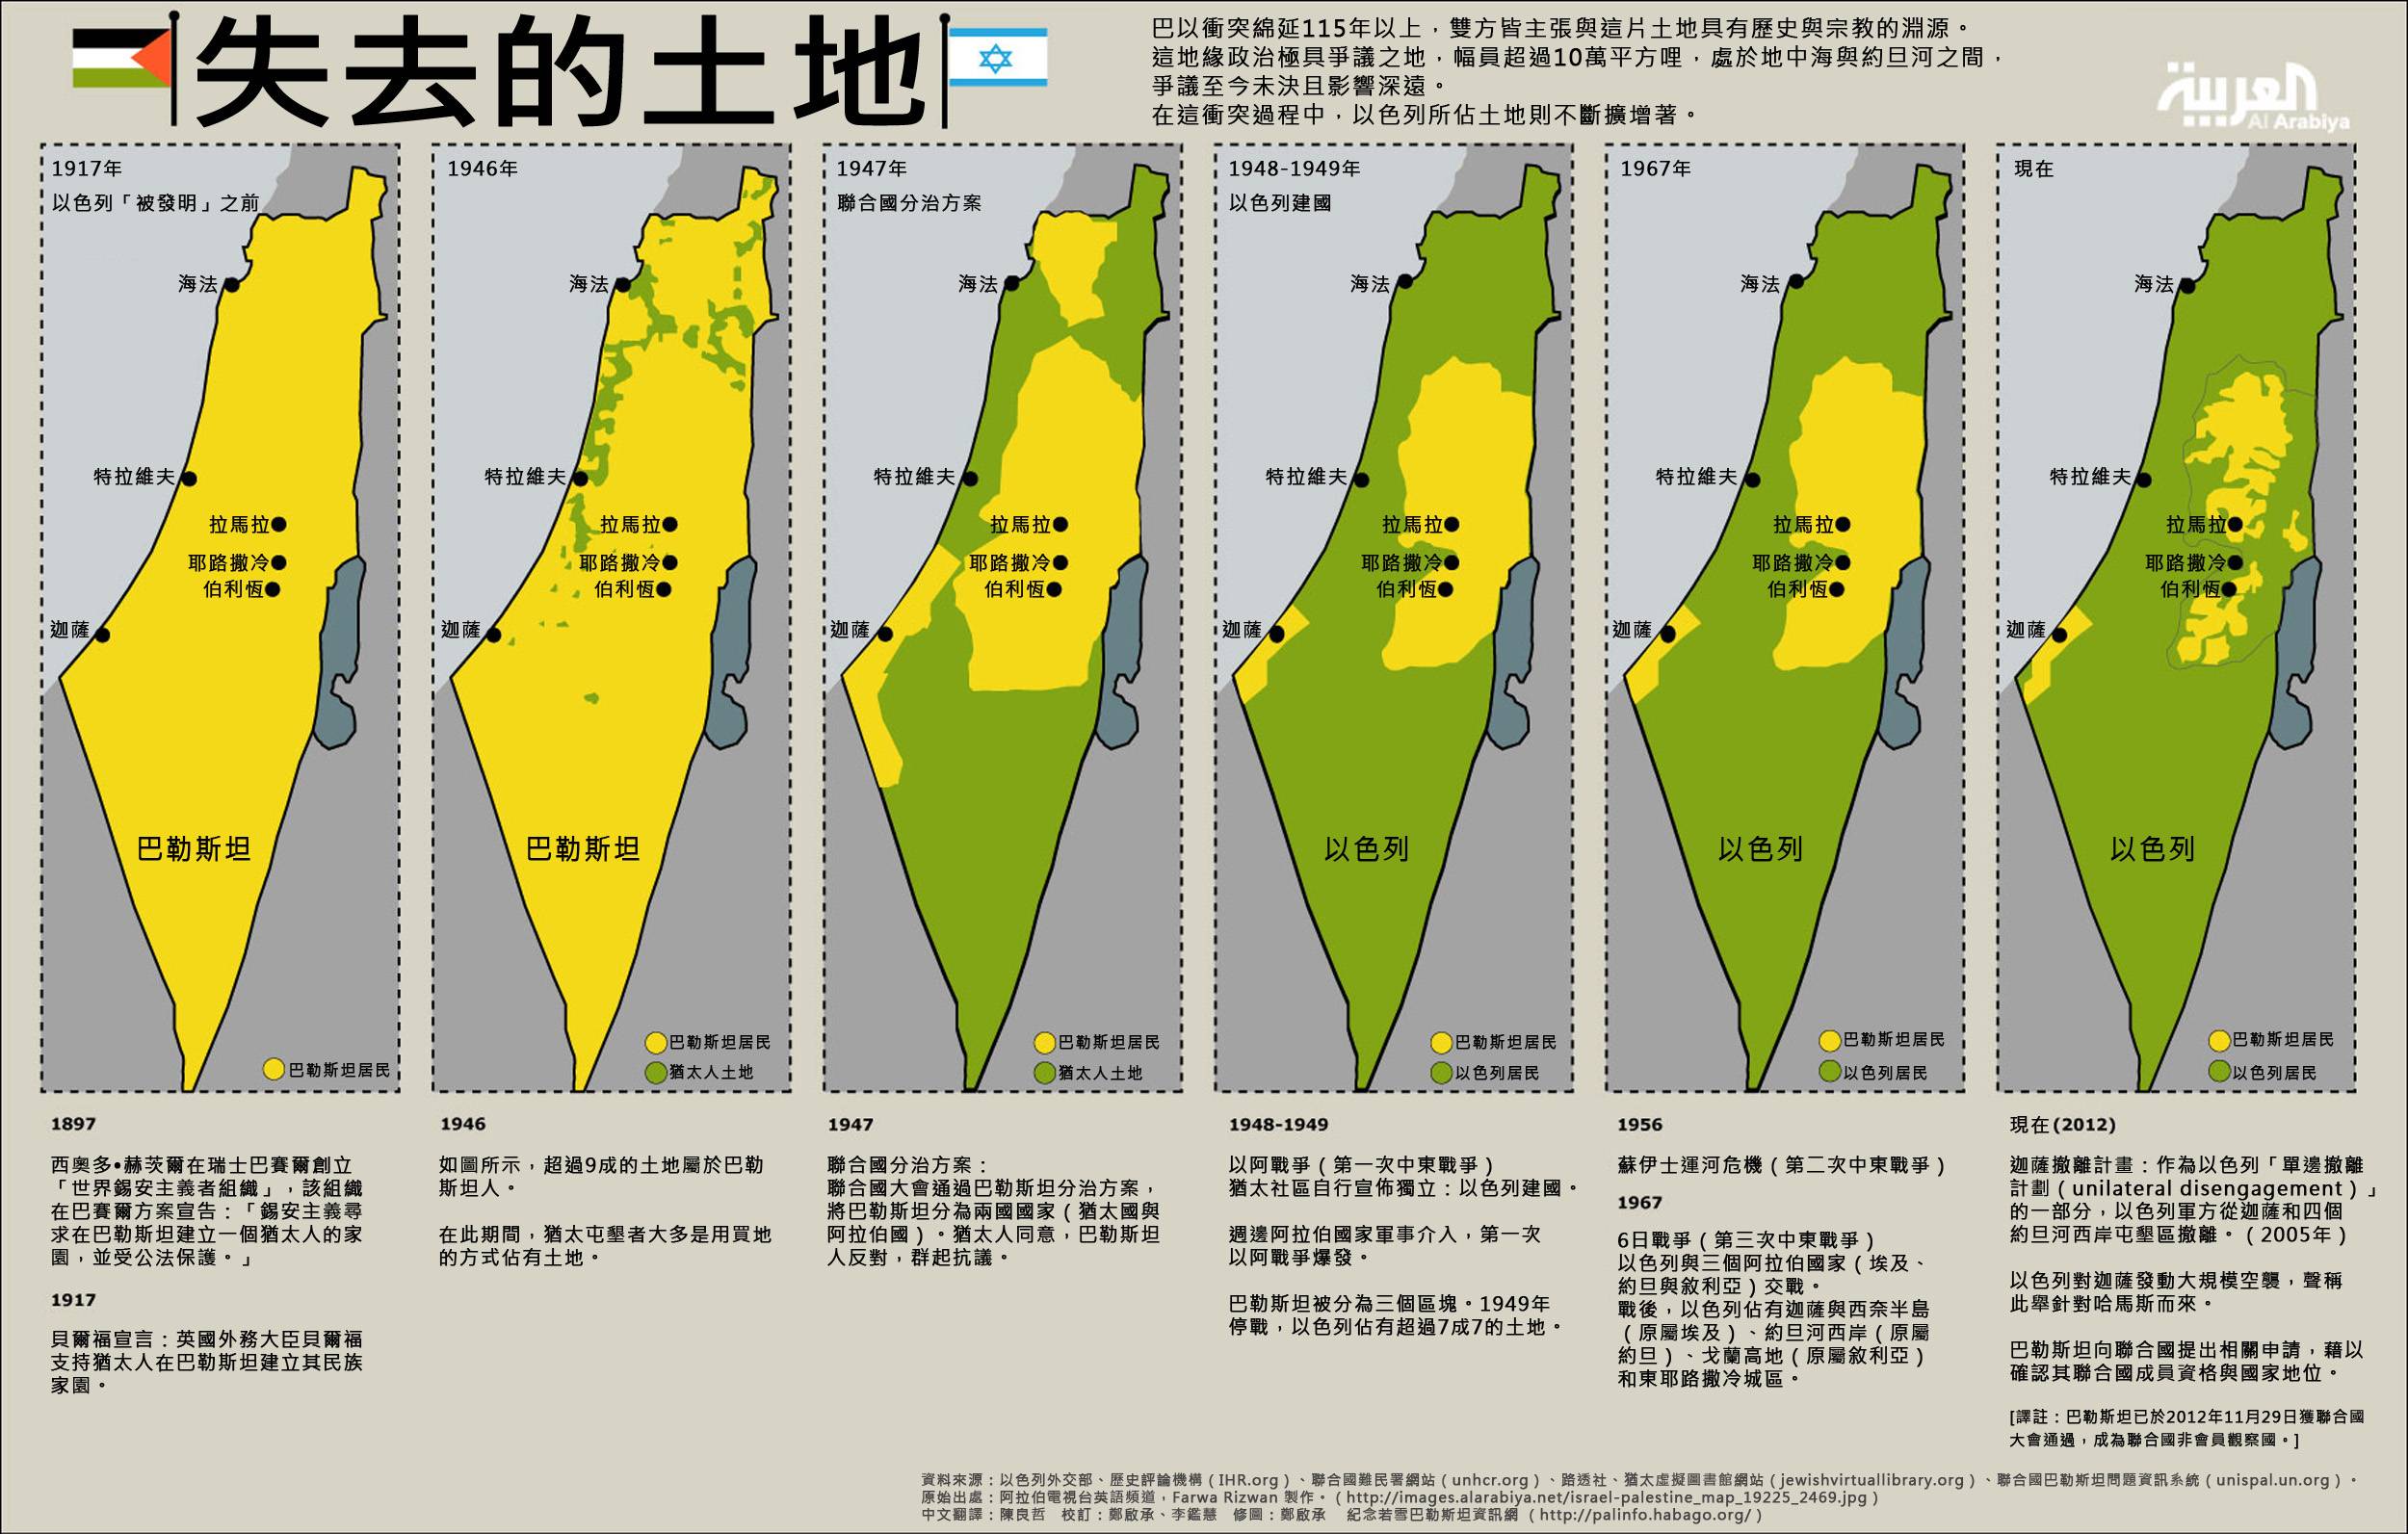 失去的土地
巴以衝突綿延115年以上，雙方皆主張與這片土地具有歷史與宗教的淵源。
這地緣政治極具爭議之地，幅員超過10萬平方哩，處於地中海與約旦河之間，
爭議至今未決且影響深遠。
在這衝突過程中，以色列所佔土地則不斷擴增著。
العربية
Al Arabiya
1917年
以色列「被發明」之前
海法
特拉維夫
拉馬拉
耶路撒冷
伯利恆
迦薩
巴勒斯坦
巴勒斯坦居民
1946年
海法
特拉維夫
拉馬拉
耶路撒冷
伯利恆
迦薩
巴勒斯坦
巴勒斯坦居民
猶太人土地
1947年
聯合國分治方案
海法
特拉維夫
拉馬拉
耶路撒冷
伯利恆
迦薩
巴勒斯坦居民
猶太人土地
1948-1949年
以色列建國
海法
特拉維夫
拉馬拉
耶路撒冷
伯利恆
迦薩
以色列
巴勒斯坦居民
以色列居民
1967年
海法
特拉維夫
拉馬拉
耶路撒冷
伯利恆
迦薩
以色列
巴勒斯坦居民
以色列居民
現在
海法
特拉維夫
拉馬拉
耶路撒冷
伯利恆
迦薩
以色列
巴勒斯坦居民
以色列居民
1897
西奧多•赫茨爾在瑞士巴賽爾創立
「世界錫安主義者組織」，該組織
在巴賽爾方案宣告：「錫安主義尋
求在巴勒斯坦建立一個猶太人的家
園，並受公法保護。」
1917
貝爾福宣言：英國外務大臣貝爾福
支持猶太人在巴勒斯坦建立其民族
家園。
1946
如圖所示，超過9成的土地屬於巴勒
斯坦人。
在此期間，猶太屯墾者大多是用買地
的方式佔有土地。
1947
聯合國分治方案：
聯合國大會通過巴勒斯坦分治方案，
將巴勒斯坦分為兩國國家（猶太國與
阿拉伯國）。猶太人同意，巴勒斯坦
人反對，群起抗議。
1948-1949
以阿戰爭（第一次中東戰爭）
猶太社區自行宣佈獨立：以色列建國。
週邊阿拉伯國家軍事介入，第一次
以阿戰爭爆發。
巴勒斯坦被分為三個區塊。1949年
停戰，以色列佔有超過7成7的土地。
1956
蘇伊士運河危機（第二次中東戰爭）
1967
6日戰爭（第三次中東戰爭）
以色列與三個阿拉伯國家（埃及、
約旦與敘利亞）交戰。
戰後，以色列佔有迦薩與西奈半島
（原屬埃及）、約旦河西岸（原屬
約旦）、戈蘭高地（原屬敘利亞）
和東耶路撒冷城區。
現在(2012)
迦薩撤離計畫：作為以色列「單邊撤離
計劃（unilateral disengagement）」
的一部分，以色列軍方從迦薩和四個
約旦河西岸屯墾區撤離。（2005年）
以色列對迦薩發動大規模空襲，聲稱
此舉針對哈馬斯而來。
巴勒斯坦向聯合國提出相關申請，藉以
確認其聯合國成員資格與國家地位。
[譯註：巴勒斯坦已於2012年11月29日獲聯合國
大會通過，成為聯合國非會員觀察國。]
資料來源：以色列外交部、歷史評論機構（IHR.org）、聯合國難民署網站（unhcr.org）、路透社、猶太虛擬圖書館網站（jewishvirtuallibrary.org）、聯合國巴勒斯坦問題資訊系統（unispal.un.org）。
原始出處：阿拉伯電視台英語頻道，Farwa Rizwan 製作。（http://images.alarabiya.net/israel-palestine_map_19225_2469.jpg）
中文翻譯：陳良哲　校訂：鄭啟承、李鑑慧　修圖：鄭啟承　紀念若雪巴勒斯坦資訊網（http://palinfo.habago.org/）